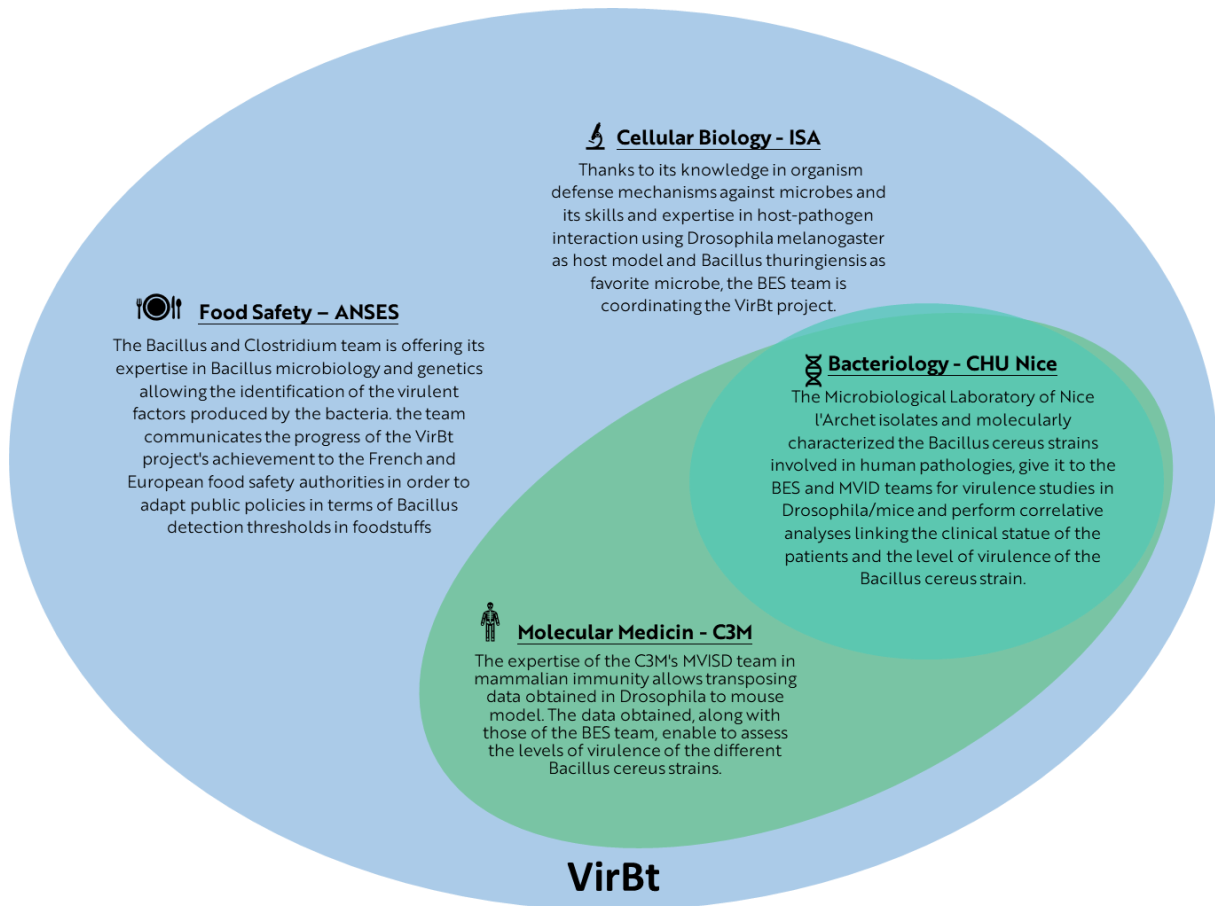 Cellular Biology - ISA
Thanks to its knowledge in organism
defense mechanisms against microbes and
its skills and expertise in host-pathogen
interaction using Drosophila melanogaster
as host model and Bacillus thuringiensis as
favorite microbe, the BES team is
coordinating the VirBt project.
Food Safety – ANSES
The Bacillus and Clostridium team is offering its
expertise in Bacillus microbiology and genetics
allowing the identification of the virulent
factors produced by the bacteria. the team
communicates the progress of the VirBt
project's achievement to the French and
European food safety authorities in order to
adapt public policies in terms of Bacillus
detection thresholds in foodstuffs
Bacteriology - CHU Nice
The Microbiological Laboratory of Nice
l'Archet isolates and molecularly
characterized the Bacillus cereus strains
involved in human pathologies, give it to the
BES and MVID teams for virulence studies in
Drosophila/mice and perform correlative
analyses linking the clinical statue of the
patients and the level of virulence of the
Bacillus cereus strain.
Molecular Medicin - C3M
The expertise of the C3M's MVISD team in
mammalian immunity allows transposing
data obtained in Drosophila to mouse
model. The data obtained, along with
those of the BES team, enable to assess
the levels of virulence of the different
Bacillus cereus strains.
VirBt